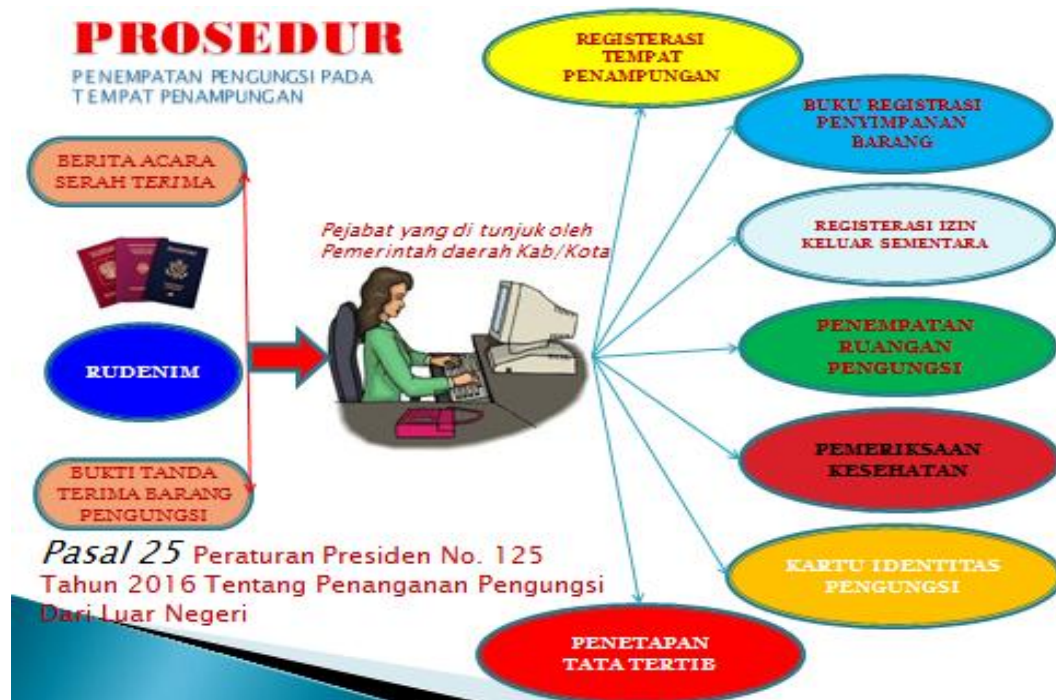 PROSEDUR
PENEMPATAN PENGUNGSI PADA
TEMPAT PENAMPUNGAN
BERITA ACARA
SERAH TERIMA
RUDENIM
BUKTI TANDA
TERIMA BARANG
PENGUNGSI
Pejabat yang di tunjuk oleh
Pemerintah daerah Kab/Kota
REGISTERASI
TEMPAT
PENAMPUNGAN
BUKU REGISTRASI
PENYIMPANAN
BARANG
REGISTERASI IZIN
KELUAR SEMENTARA
PENEMPATAN
RUANGAN
PENGUNGSI
PEMERIKSAAN
KESEHATAN
KARTU IDENTITAS
PENGUNGSI
PENETAPAN
TATA TERTIB
Pasal 25 Peraturan Presiden No. 125
Tahun 2016 Tentang Penanganan Pengungsi
Dari Luar Negeri